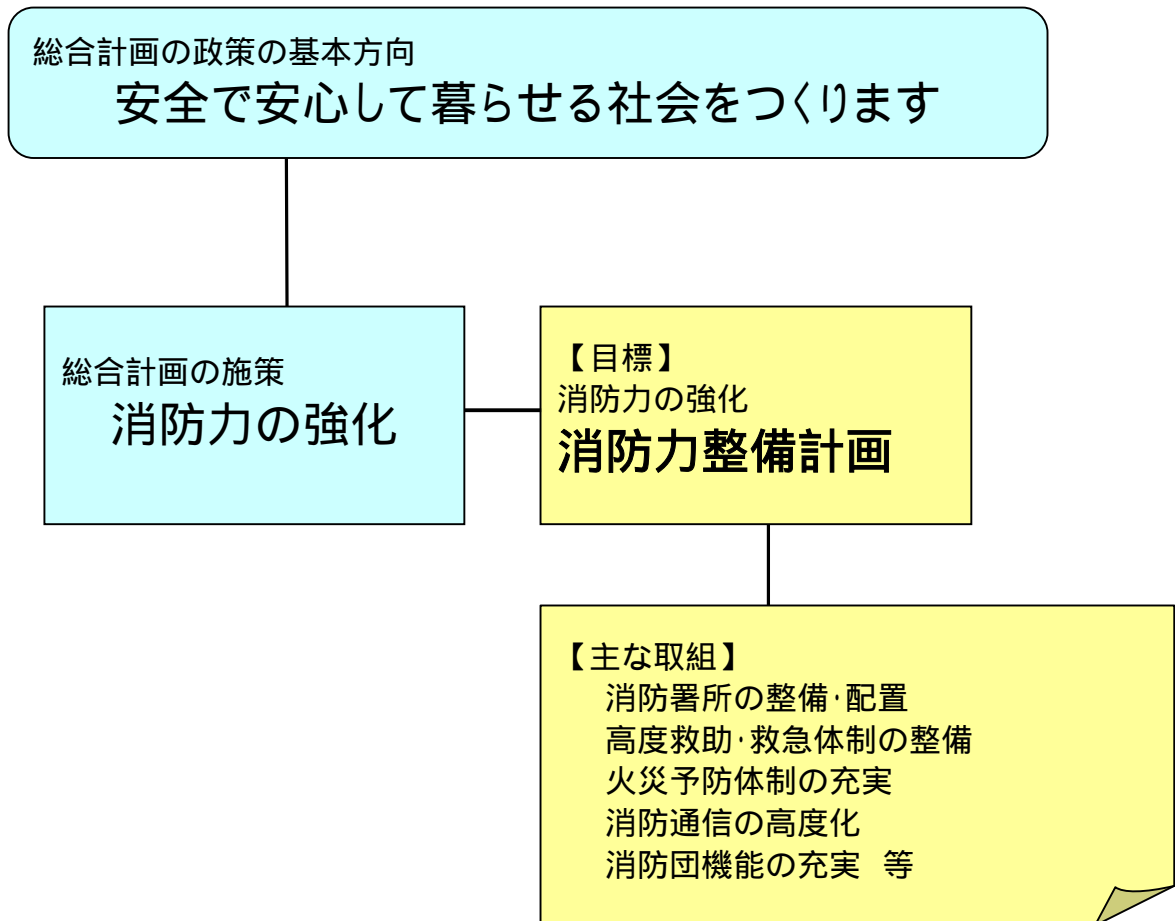 総合計画の政策の基本方向
安全で安心して暮らせる社会をつくります
総合計画の施策
消防力の強化
【目標】
消防力の強化
消防力整備計画
【主な取組】
消防署所の整備・配置
高度救助・救急体制の整備
火災予防体制の充実
消防通信の高度化
消防団機能の充実　等